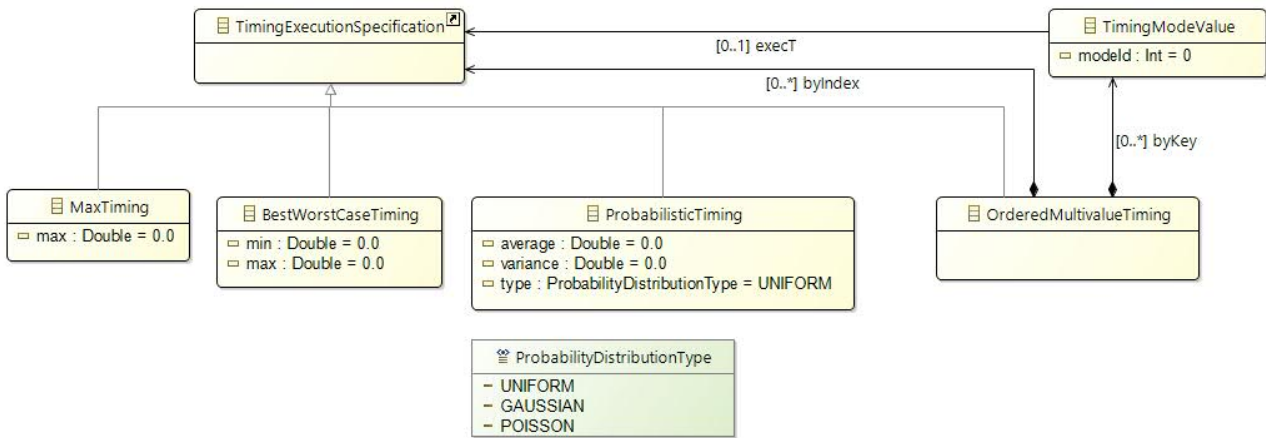 TimingExecutionSpecification
TimingModeValue
modeId : Int = 0
[0..1] execT
[0..*] byIndex
[0..*] byKey
MaxTiming
max : Double = 0.0
BestWorstCaseTiming
min : Double = 0.0
max : Double = 0.0
ProbabilisticTiming
average : Double = 0.0
variance : Double = 0.0
type : ProbabilityDistributionType = UNIFORM
OrderedMultivalueTiming
ProbabilityDistributionType
UNIFORM
GAUSSIAN
POISSON